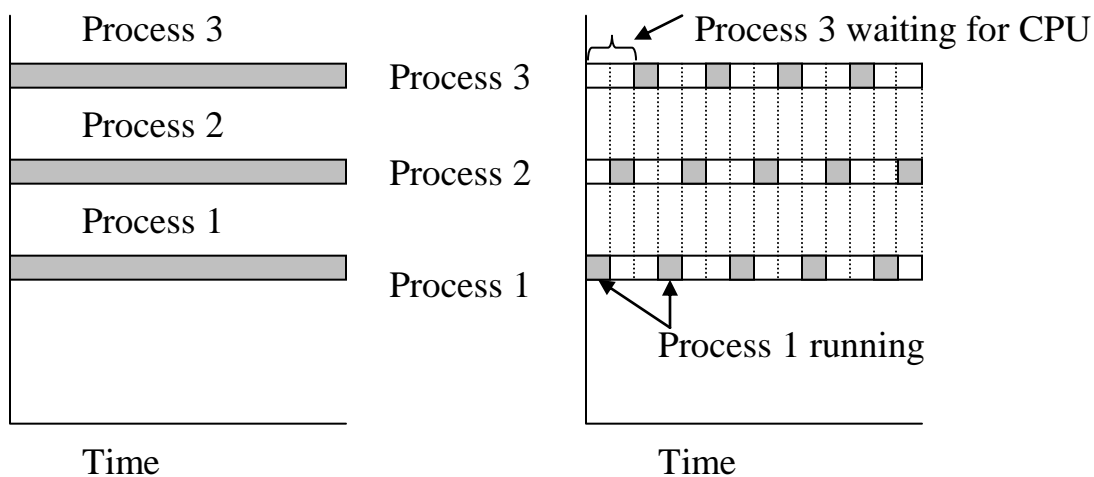 Process 3
Process 2
Process 1
Time
Process 3 waiting for CPU
Process 3
Process 2
Process 1
Process 1 running
Time